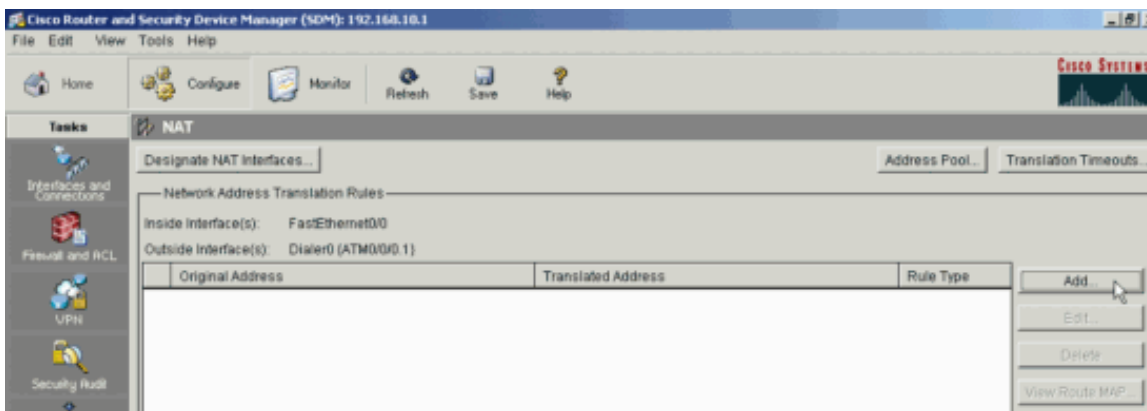 Cisco Router and Security Device Manager (SDM): 192.168.10.1
File Edit View Tools Help
Home Configure Monitor Refresh Save Help
CISCO SYSTEMS
Tasks
NAT
Designate NAT Interfaces... Address Pool... Translation Timeouts...
Network Address Translation Rules
Interfaces and Connections
Inside Interface(s): FastEthernet0/0
Outside Interface(s): Dialer0 (ATM0/0/0.1)
Firewall and ACL
Original Address Translated Address Rule Type
Add...
VPN
Edit...
Delete
Security Audit
View Route MAP...